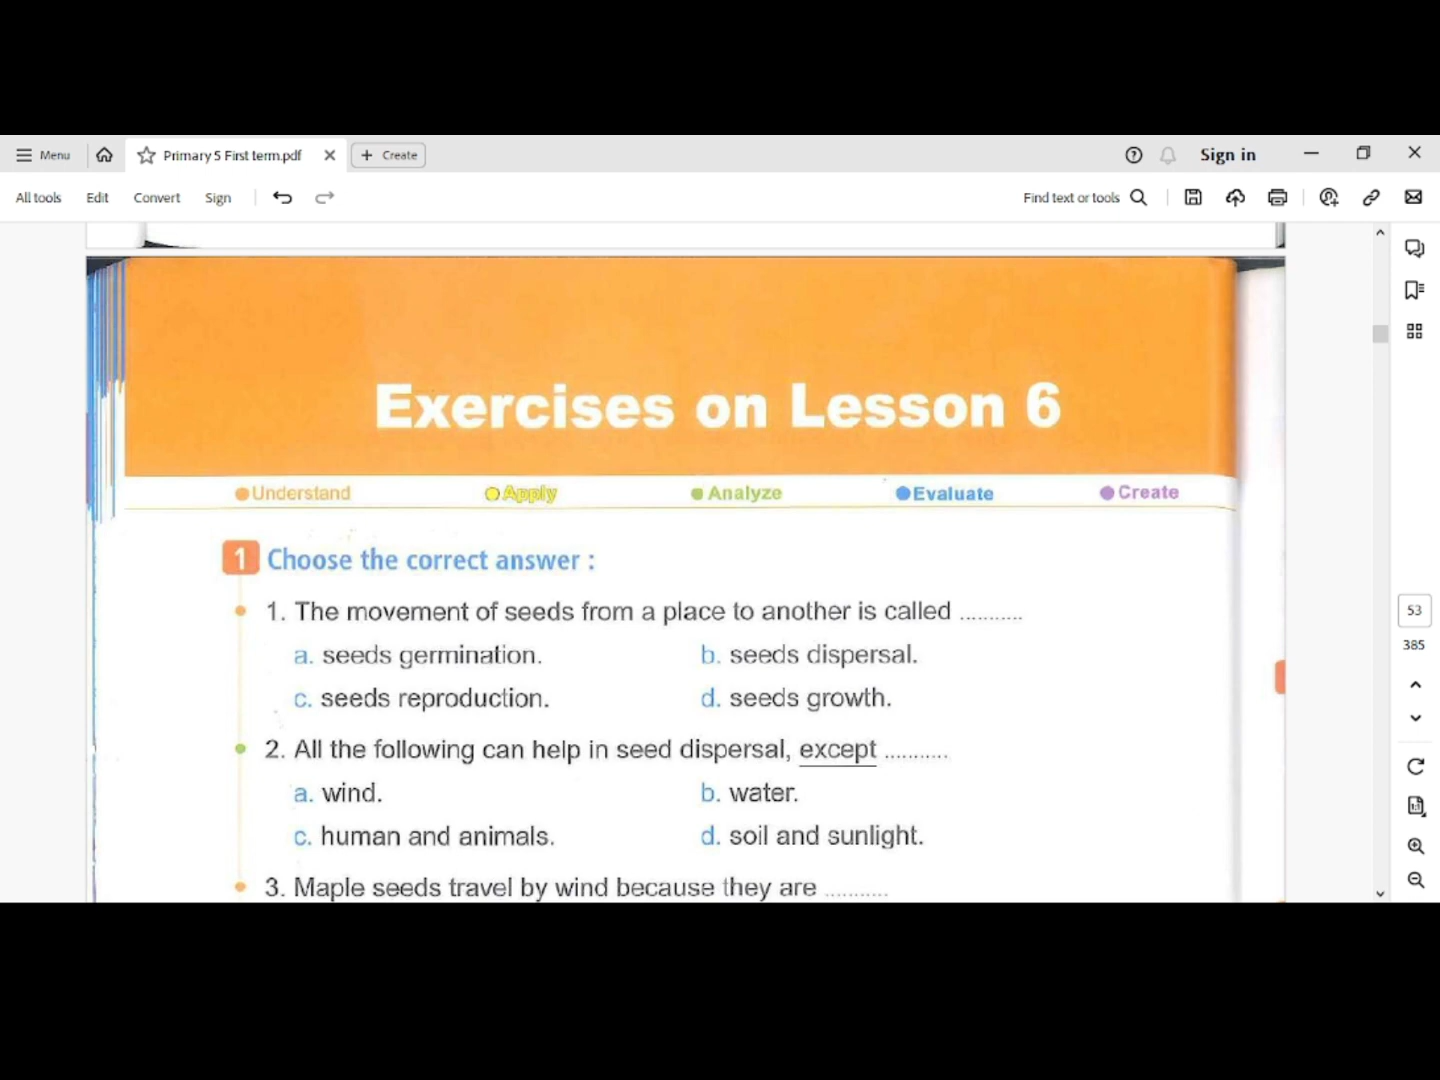 Menu
Primary 5 First term.pdf
Create
Sign in
All tools
Edit
Convert
Sign
Find text or tools
Exercises on Lesson 6
Understand
Apply
Analyze
Evaluate
Create
1 Choose the correct answer :
1. The movement of seeds from a place to another is called ...........
a. seeds germination.
b. seeds dispersal.
c. seeds reproduction.
d. seeds growth.
2. All the following can help in seed dispersal, except ...........
a. wind.
b. water.
c. human and animals.
d. soil and sunlight.
3. Maple seeds travel by wind because they are ...........
53
385